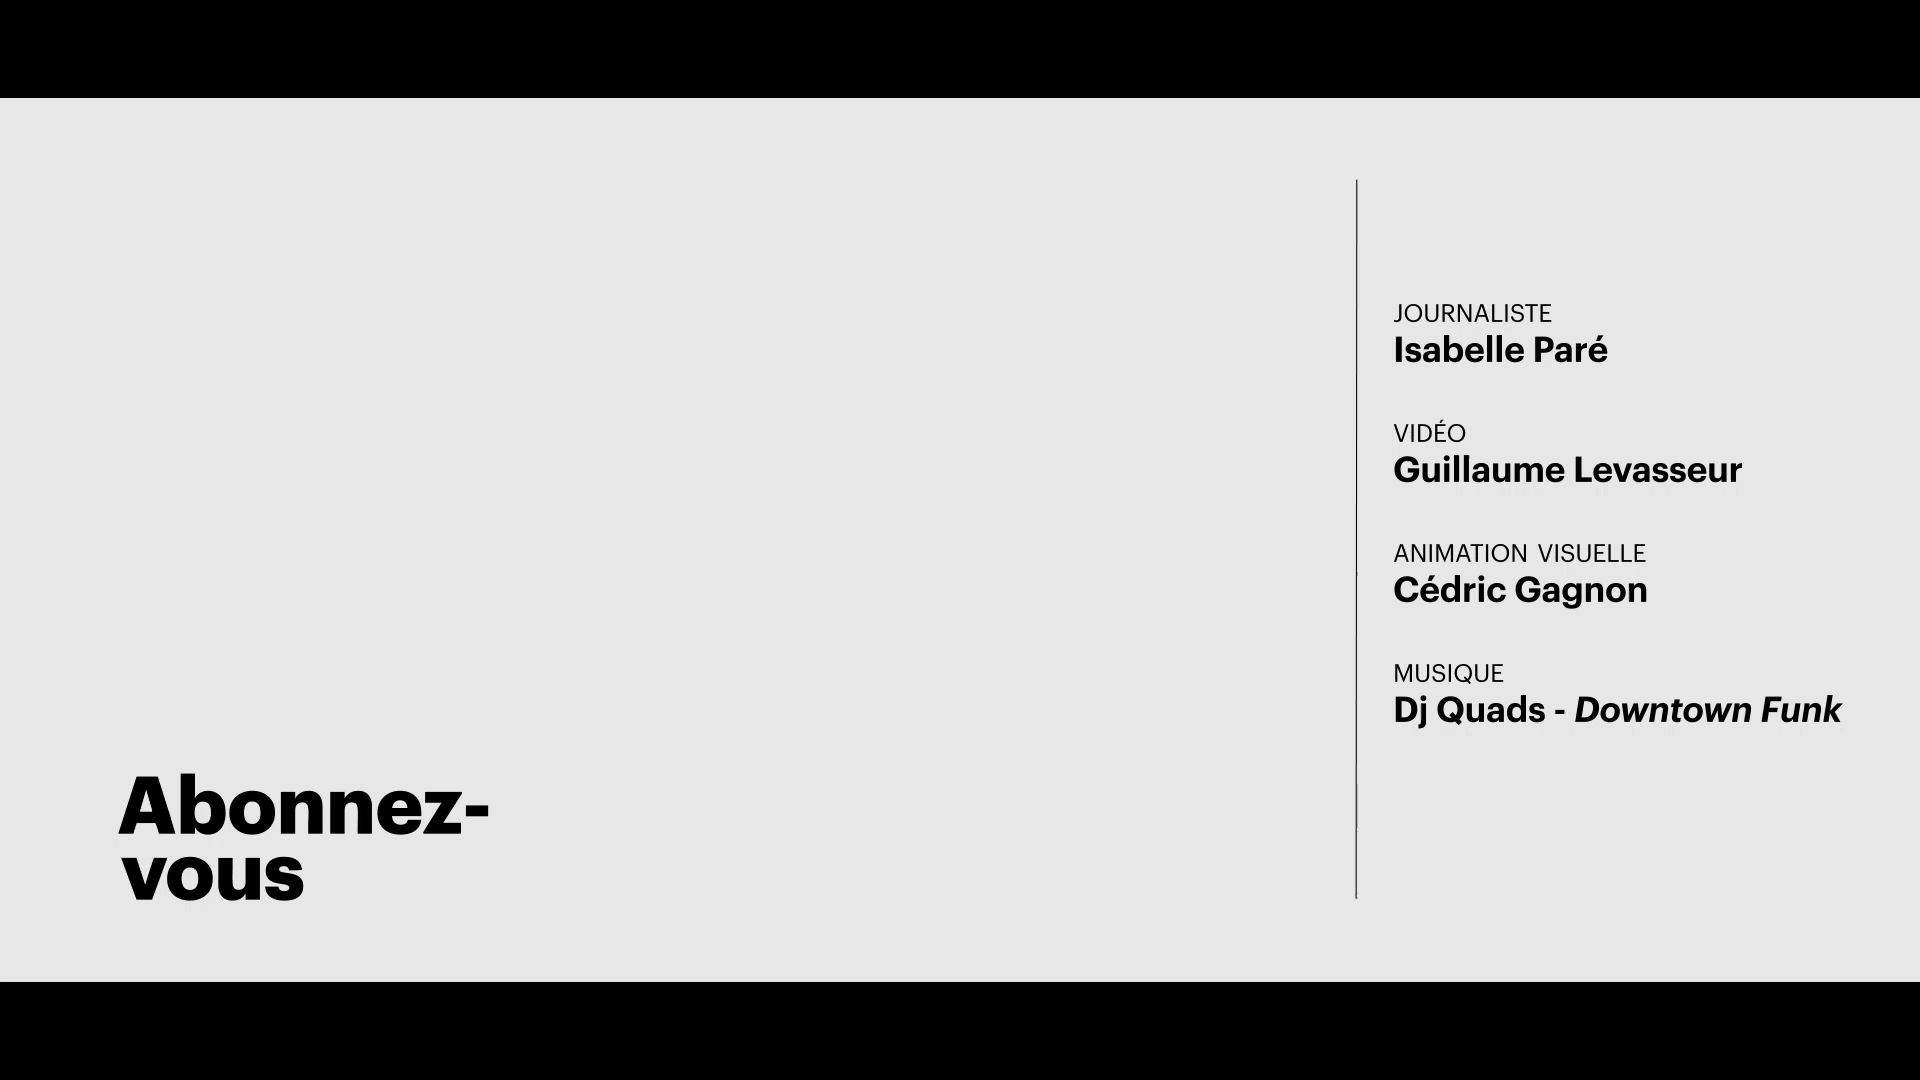 JOURNALISTE
Isabelle Paré
VIDÉO
Guillaume Levasseur
ANIMATION VISUELLE
Cédric Gagnon
MUSIQUE
Dj Quads - Downtown Funk
Abonnez-
vous